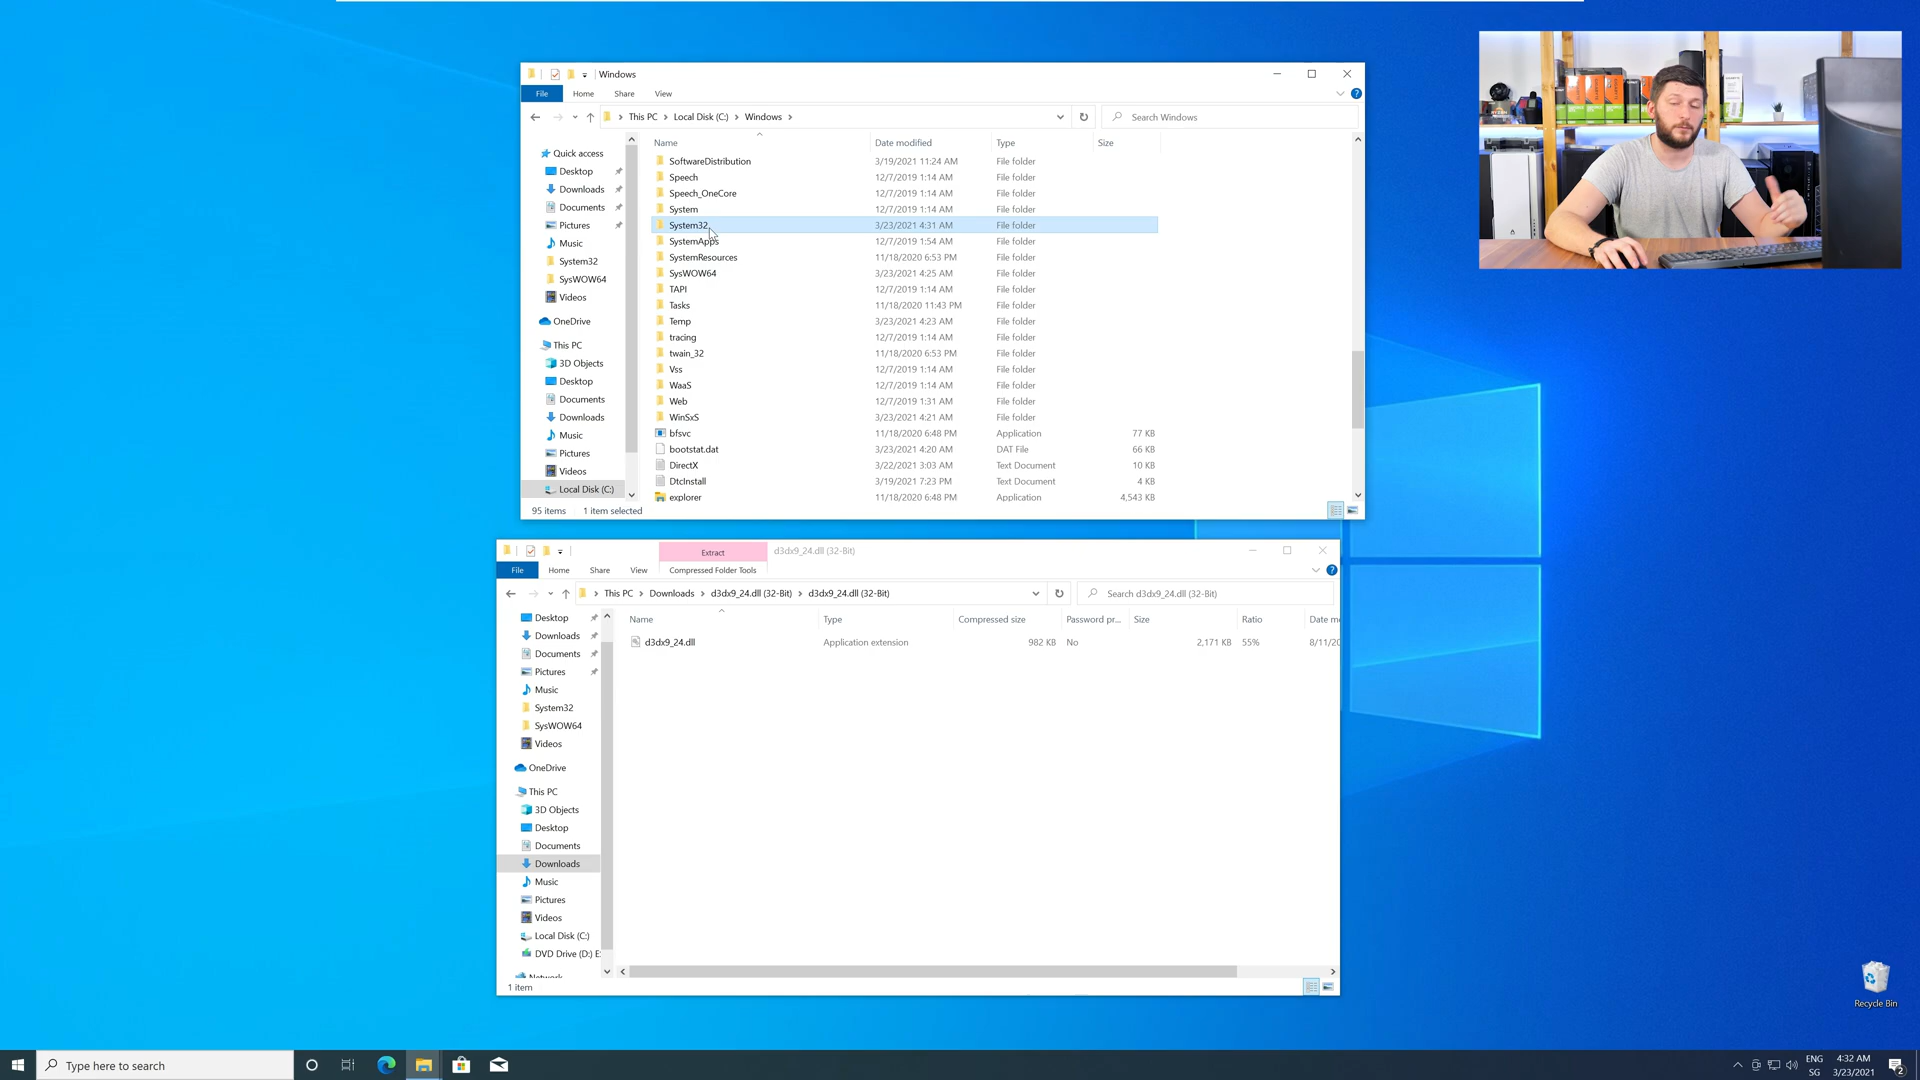 Windows
File Home Share View
This PC Local Disk (C:) Windows
Search Windows
Name Date modified Type Size
Quick access
Desktop
Downloads
Documents
Pictures
Music
System32
SysWOW64
Videos
OneDrive
This PC
3D Objects
Desktop
Documents
Downloads
Music
Pictures
Videos
Local Disk (C:)
SoftwareDistribution 3/19/2021 11:24 AM File folder
Speech 12/7/2019 1:14 AM File folder
Speech_OneCore 12/7/2019 1:14 AM File folder
System 12/7/2019 1:14 AM File folder
System32 3/23/2021 4:31 AM File folder
SystemApps 12/7/2019 1:54 AM File folder
SystemResources 11/18/2020 6:53 PM File folder
SysWOW64 3/23/2021 4:25 AM File folder
TAPI 12/7/2019 1:14 AM File folder
Tasks 11/18/2020 11:43 PM File folder
Temp 3/23/2021 4:23 AM File folder
tracing 12/7/2019 1:14 AM File folder
twain_32 11/18/2020 6:53 PM File folder
Vss 12/7/2019 1:14 AM File folder
WaaS 12/7/2019 1:14 AM File folder
Web 12/7/2019 1:31 AM File folder
WinSxS 3/23/2021 4:21 AM File folder
bfsvc 11/18/2020 6:48 PM Application 77 KB
bootstat.dat 3/23/2021 4:20 AM DAT File 66 KB
DirectX 3/22/2021 3:03 AM Text Document 10 KB
DtcInstall 3/19/2021 7:23 PM Text Document 4 KB
explorer 11/18/2020 6:48 PM Application 4,543 KB
95 items 1 item selected
Extract d3dx9_24.dll (32-Bit)
File Home Share View Compressed Folder Tools
This PC Downloads d3dx9_24.dll (32-Bit) d3dx9_24.dll (32-Bit)
Search d3dx9_24.dll (32-Bit)
Name Type Compressed size Password pr... Size Ratio Date m
d3dx9_24.dll Application extension 982 KB No 2,171 KB 55% 8/11/20
Desktop
Downloads
Documents
Pictures
Music
System32
SysWOW64
Videos
OneDrive
This PC
3D Objects
Desktop
Documents
Downloads
Music
Pictures
Videos
Local Disk (C:)
DVD Drive (D:) E
Network
1 item
Recycle Bin
Type here to search
ENG
SG
4:32 AM
3/23/2021
2